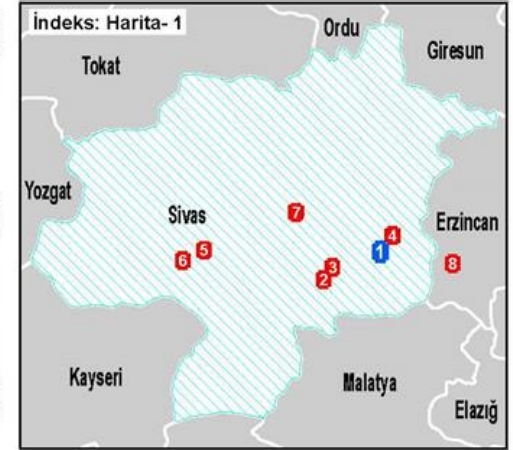 İndeks: Harita- 1
Ordu
Giresun
Tokat
Yozgat
Sivas
7
Erzincan
4
5
1
6
3
8
2
Kayseri
Malatya
Elazığ